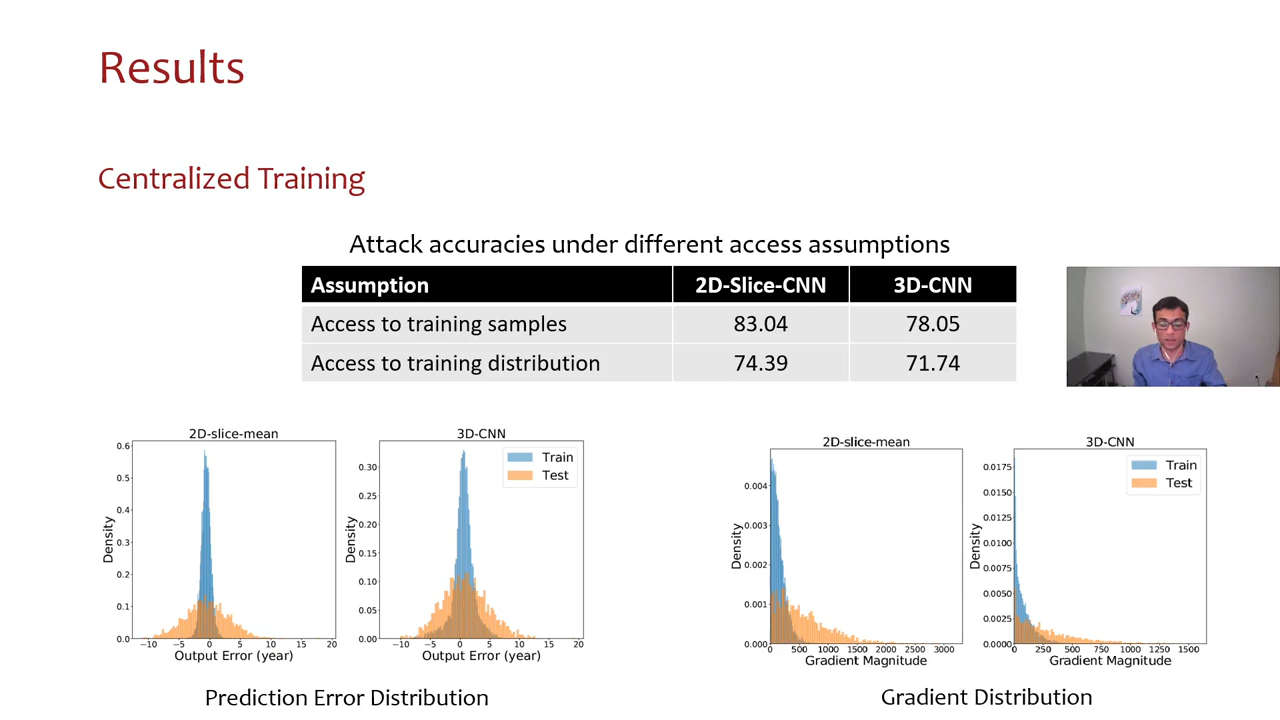 Results
Centralized Training
Attack accuracies under different access assumptions
Assumption 2D-Slice-CNN 3D-CNN
Access to training samples 83.04 78.05
Access to training distribution 74.39 71.74
2D-slice-mean
0.6
0.5
0.4
0.3
0.2
0.1
0.0
Density
−10 −5 0 5 10 15 20
Output Error (year)
3D-CNN
Train
Test
0.30
0.25
0.20
0.15
0.10
0.05
0.00
Density
−10 −5 0 5 10 15 20
Output Error (year)
Prediction Error Distribution
2D-slice-mean
0.004
0.003
0.002
0.001
0.000
Density
0 500 1000 1500 2000 2500 3000
Gradient Magnitude
3D-CNN
Train
Test
0.0175
0.0150
0.0125
0.0100
0.0075
0.0050
0.0025
0.0000
Density
0 250 500 750 1000 1250 1500
Gradient Magnitude
Gradient Distribution